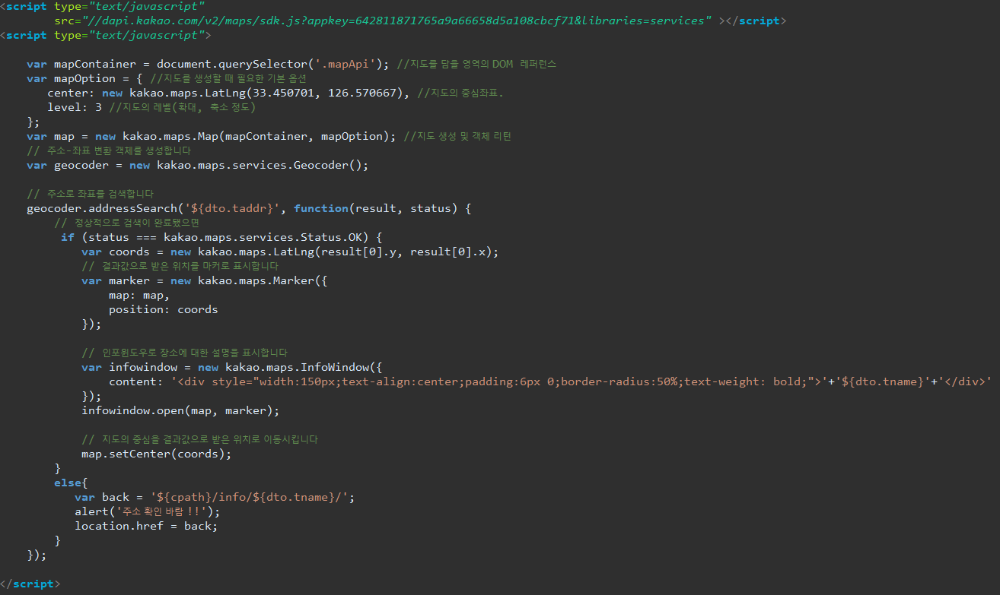 <script type="text/javascript"
src="//dapi.kakao.com/v2/maps/sdk.js?appkey=642811871765a9a66658d5a108cbcf71&libraries=services" ></script>
<script type="text/javascript">
var mapContainer = document.querySelector('.mapApi'); //지도를 담을 영역의 DOM 레퍼런스
var mapOption = { //지도를 생성할 때 필요한 기본 옵션
center: new kakao.maps.LatLng(33.450701, 126.570667), //지도의 중심좌표.
level: 3 //지도의 레벨(확대, 축소 정도)
};
var map = new kakao.maps.Map(mapContainer, mapOption); //지도 생성 및 객체 리턴
// 주소-좌표 변환 객체를 생성합니다
var geocoder = new kakao.maps.services.Geocoder();
// 주소로 좌표를 검색합니다
geocoder.addressSearch('${dto.taddr}', function(result, status) {
// 정상적으로 검색이 완료됐으면
if (status === kakao.maps.services.Status.OK) {
var coords = new kakao.maps.LatLng(result[0].y, result[0].x);
// 결과값으로 받은 위치를 마커로 표시합니다
var marker = new kakao.maps.Marker({
map: map,
position: coords
});
// 인포윈도우로 장소에 대한 설명을 표시합니다
var infowindow = new kakao.maps.InfoWindow({
content: '<div style="width:150px;text-align:center;padding:6px 0;border-radius:50%;text-weight: bold;">'+'${dto.tname}'+'</div>'
});
infowindow.open(map, marker);
// 지도의 중심을 결과값으로 받은 위치로 이동시킵니다
map.setCenter(coords);
}
else{
var back = '${cpath}/info/${dto.tname}/';
alert('주소 확인 바람 !!');
location.href = back;
}
});
</script>